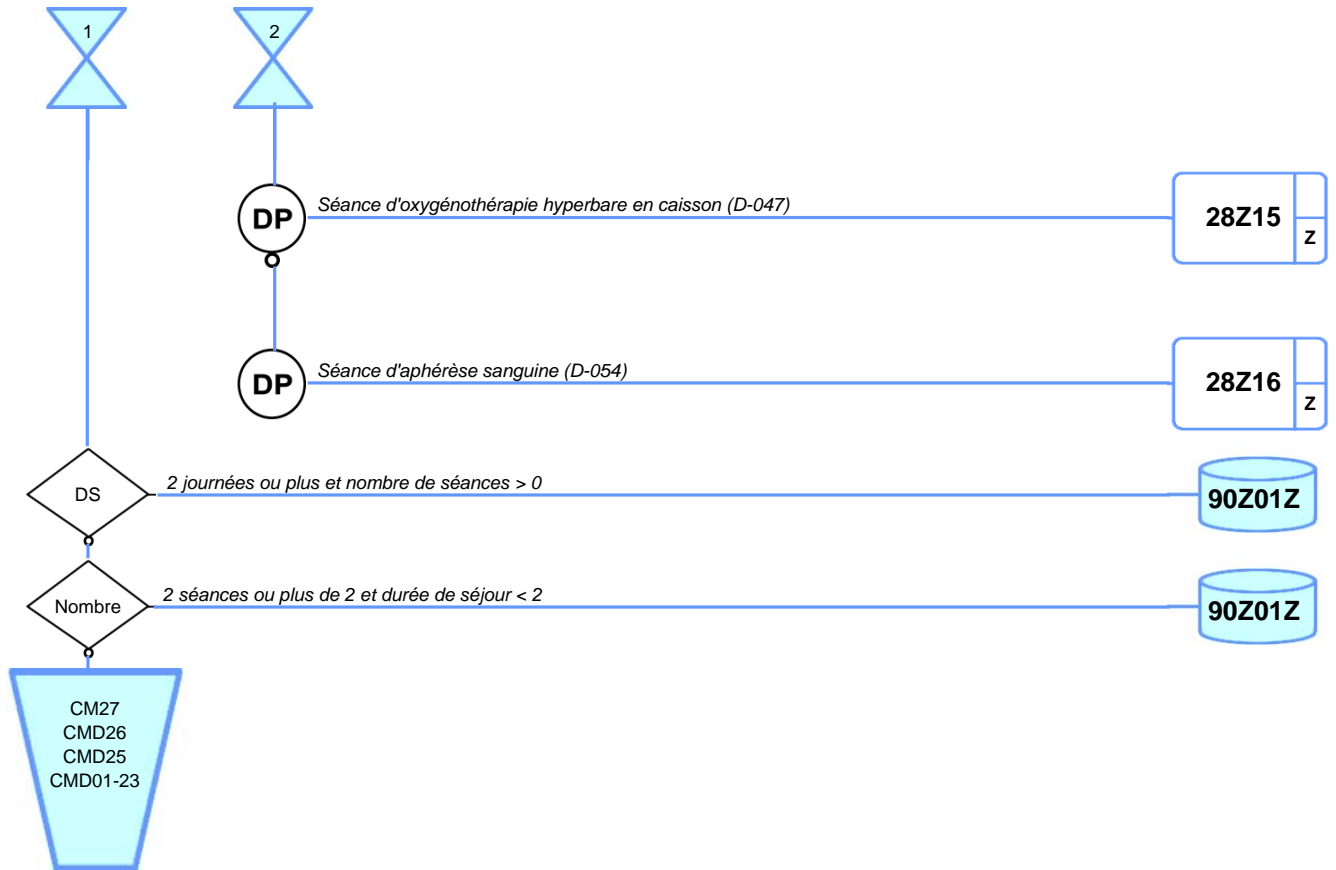 1
2
DP
Séance d'oxygénothérapie hyperbare en caisson (D-047)
28Z15
Z
DP
Séance d'aphérèse sanguine (D-054)
28Z16
Z
DS
2 journées ou plus et nombre de séances > 0
90Z01Z
Nombre
2 séances ou plus de 2 et durée de séjour < 2
90Z01Z
CM27
CMD26
CMD25
CMD01-23